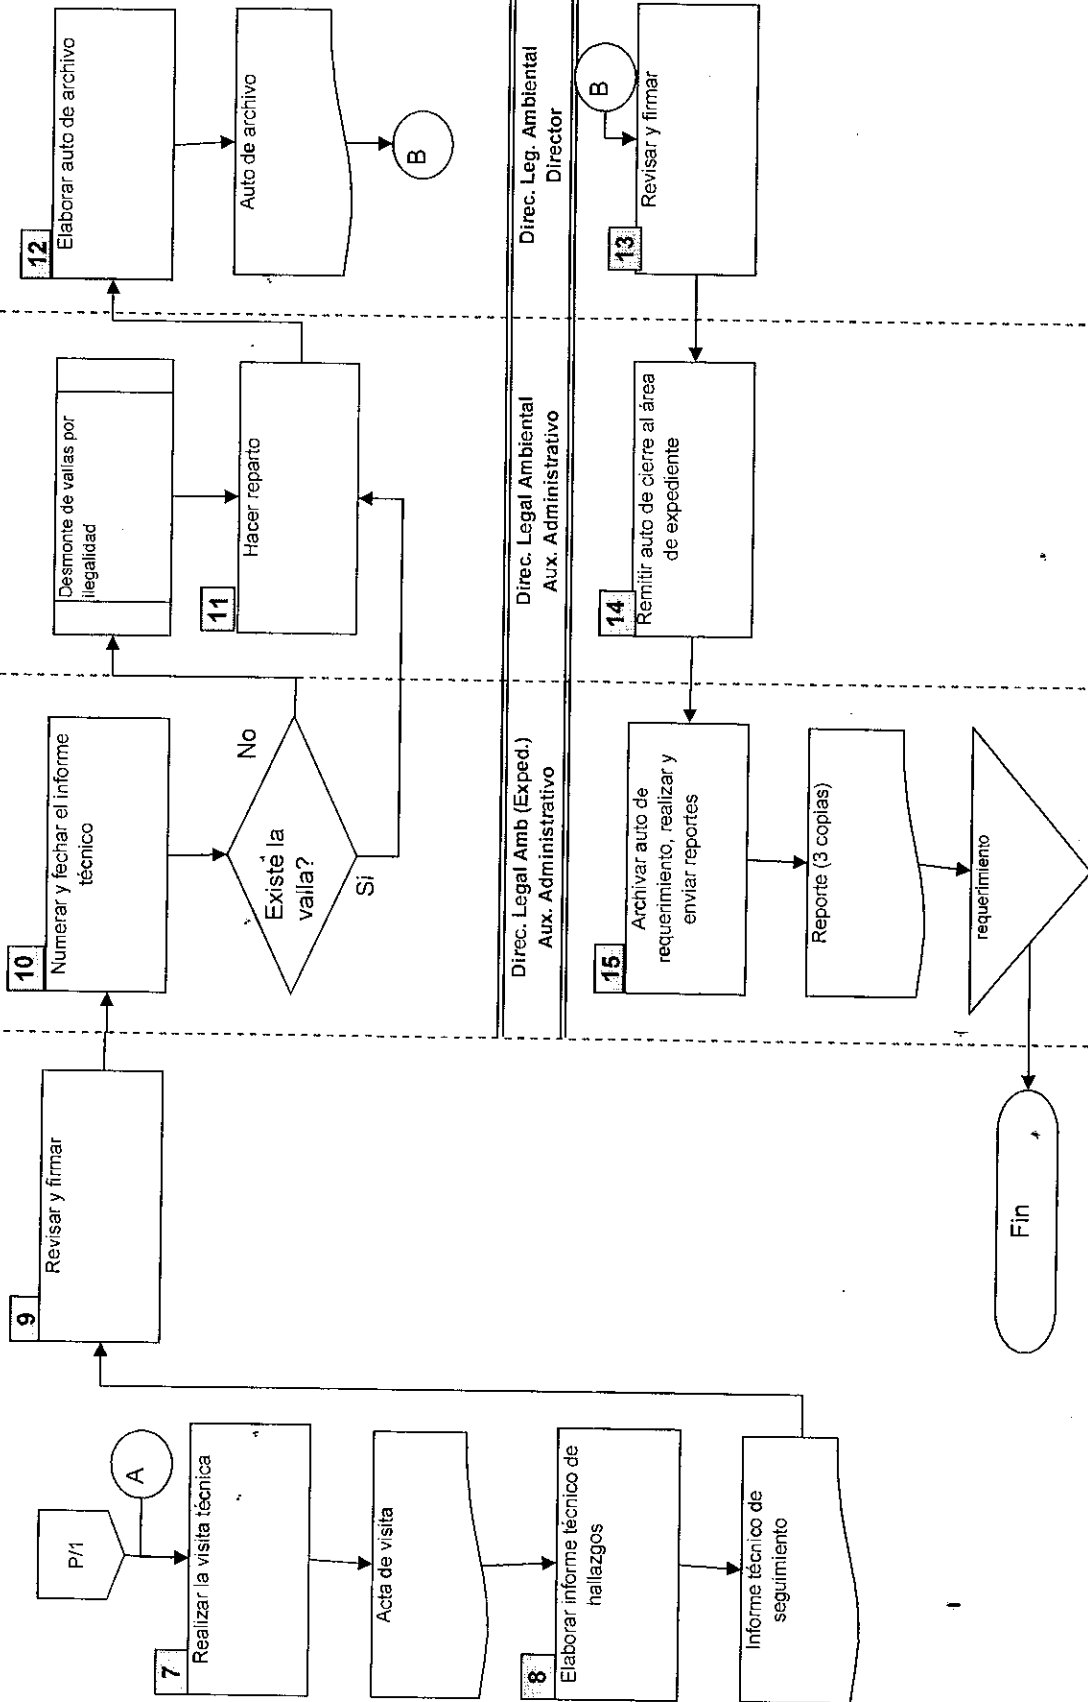 P/1
A
7
Realizar la visita técnica
Acta de visita
8
Elaborar informe técnico de
hallazgos
Informe técnico de
seguimiento
9
Revisar y firmar
10
Numerar y fechar el informe
técnico
Existe la
valla?
No
Si
Desmonte de vallas por
ilegalidad
11
Hacer reparto
12
Elaborar auto de archivo
Auto de archivo
B
Direc. Legal Amb (Exped.)
Aux. Administrativo
Direc. Legal Ambiental
Aux. Administrativo
Direc. Leg. Ambiental
Director
B
13
Revisar y firmar
14
Remitir auto de cierre al área
de expediente
15
Archivar auto de
requerimiento, realizar y
enviar reportes
Reporte (3 copias)
requerimiento
Fin